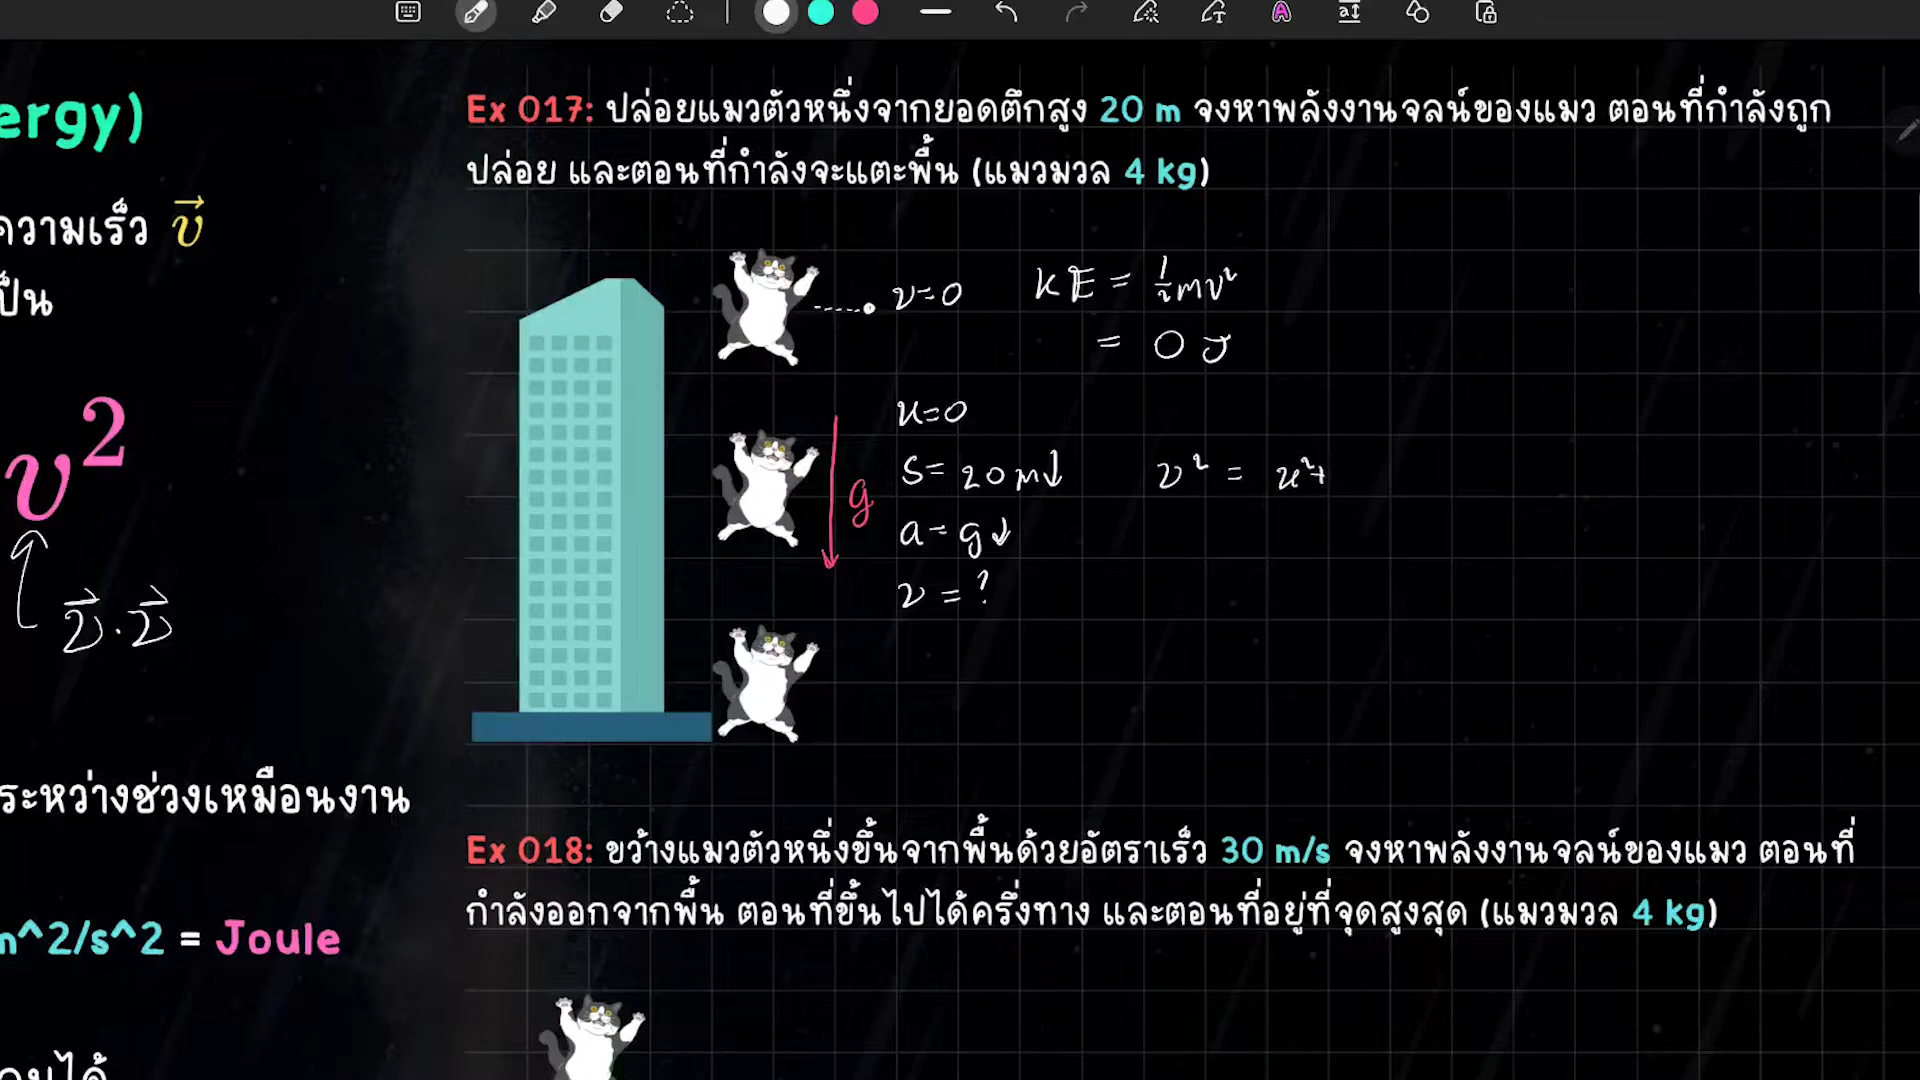 ergy)
ความเร็ว v
ป็น
v²
v · v
ระหว่างช่วงเหมือนงาน
m^2/s^2 = Joule
Ex 017: ปล่อยแมวตัวหนึ่งจากยอดตึกสูง 20 m จงหาพลังงานจลน์ของแมว ตอนที่กำลังถูก
ปล่อย และตอนที่กำลังจะแตะพื้น (แมวมวล 4 kg)
v=0
KE = ½mv²
= 0 J
g
u=0
S= 20m↓
v² = u²+
a=g↓
v = ?
Ex 018: ขว้างแมวตัวหนึ่งขึ้นจากพื้นด้วยอัตราเร็ว 30 m/s จงหาพลังงานจลน์ของแมว ตอนที่
กำลังออกจากพื้น ตอนที่ขึ้นไปได้ครึ่งทาง และตอนที่อยู่ที่จุดสูงสุด (แมวมวล 4 kg)